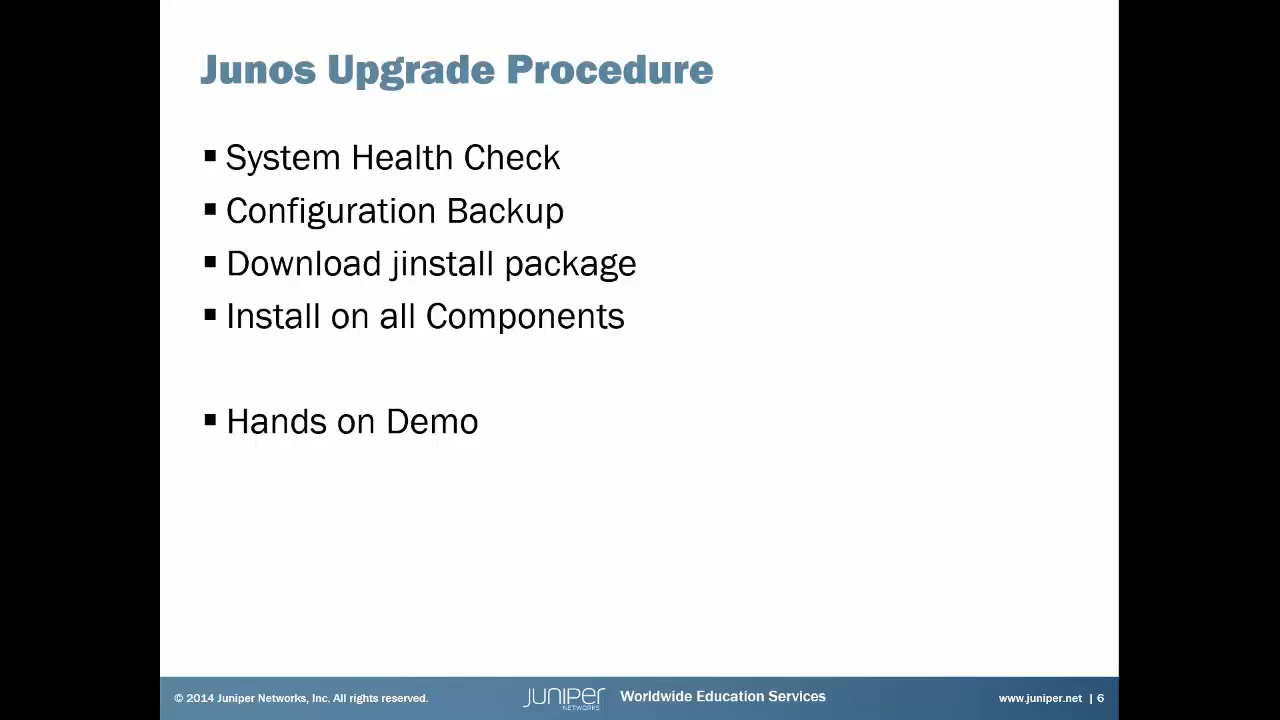 Junos Upgrade Procedure
▪ System Health Check
▪ Configuration Backup
▪ Download jinstall package
▪ Install on all Components
▪ Hands on Demo
© 2014 Juniper Networks, Inc. All rights reserved.
JUNIPER
NETWORKS
Worldwide Education Services
www.juniper.net | 6